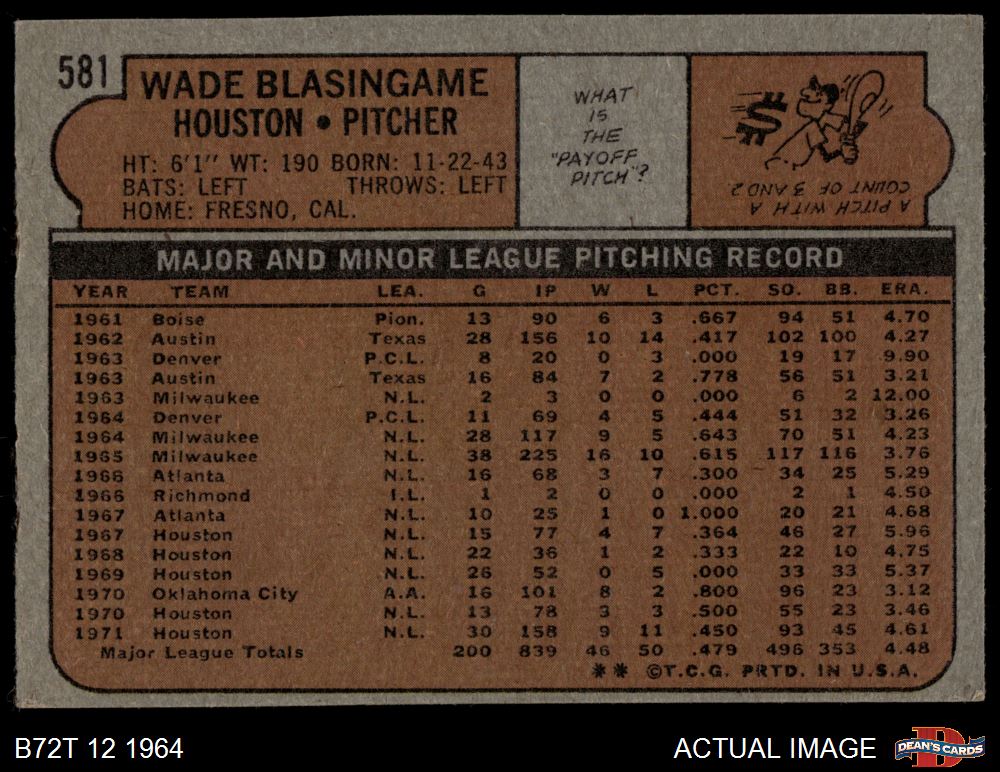 581
WADE BLASINGAME
HOUSTON • PITCHER
HT: 6'1" WT: 190 BORN: 11-22-43
BATS: LEFT THROWS: LEFT
HOME: FRESNO, CAL.
WHAT
IS
THE
"PAYOFF
PITCH"?
A PITCH WITH A
COUNT OF 3 AND 2
MAJOR AND MINOR LEAGUE PITCHING RECORD
YEAR TEAM LEA. G IP W L PCT. SO. BB. ERA.
1961 Boise Pion. 13 90 6 3 .667 94 51 4.70
1962 Austin Texas 28 156 10 14 .417 102 100 4.27
1963 Denver P.C.L. 8 20 0 3 .000 19 17 9.90
1963 Austin Texas 16 84 7 2 .778 56 51 3.21
1963 Milwaukee N.L. 2 3 0 0 .000 6 2 12.00
1964 Denver P.C.L. 11 69 4 5 .444 51 32 3.26
1964 Milwaukee N.L. 28 117 9 5 .643 70 51 4.23
1965 Milwaukee N.L. 38 225 16 10 .615 117 116 3.76
1966 Atlanta N.L. 16 68 3 7 .300 34 25 5.29
1966 Richmond I.L. 1 2 0 0 .000 2 1 4.50
1967 Atlanta N.L. 10 25 1 0 1.000 20 21 4.68
1967 Houston N.L. 15 77 4 7 .364 46 27 5.96
1968 Houston N.L. 22 36 1 2 .333 22 10 4.75
1969 Houston N.L. 26 52 0 5 .000 33 33 5.37
1970 Oklahoma City A.A. 16 101 8 2 .800 96 23 3.12
1970 Houston N.L. 13 78 3 3 .500 55 23 3.46
1971 Houston N.L. 30 158 9 11 .450 93 45 4.61
Major League Totals 200 839 46 50 .479 496 353 4.48
** ©T.C.G. PRTD. IN U.S.A.
B72T 12 1964
ACTUAL IMAGE
DEAN'S CARDS